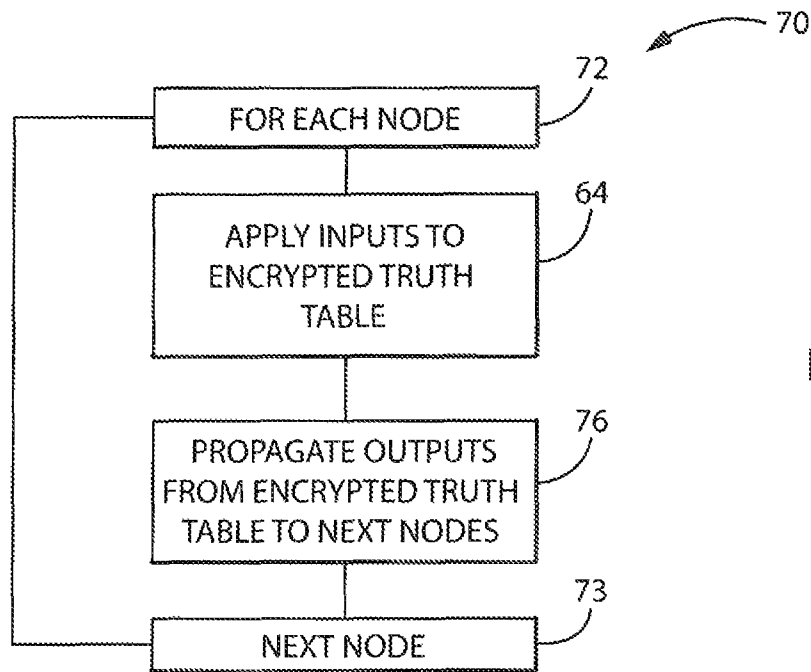 70
72
FOR EACH NODE
64
APPLY INPUTS TO
ENCRYPTED TRUTH
TABLE
76
PROPAGATE OUTPUTS
FROM ENCRYPTED TRUTH
TABLE TO NEXT NODES
73
NEXT NODE